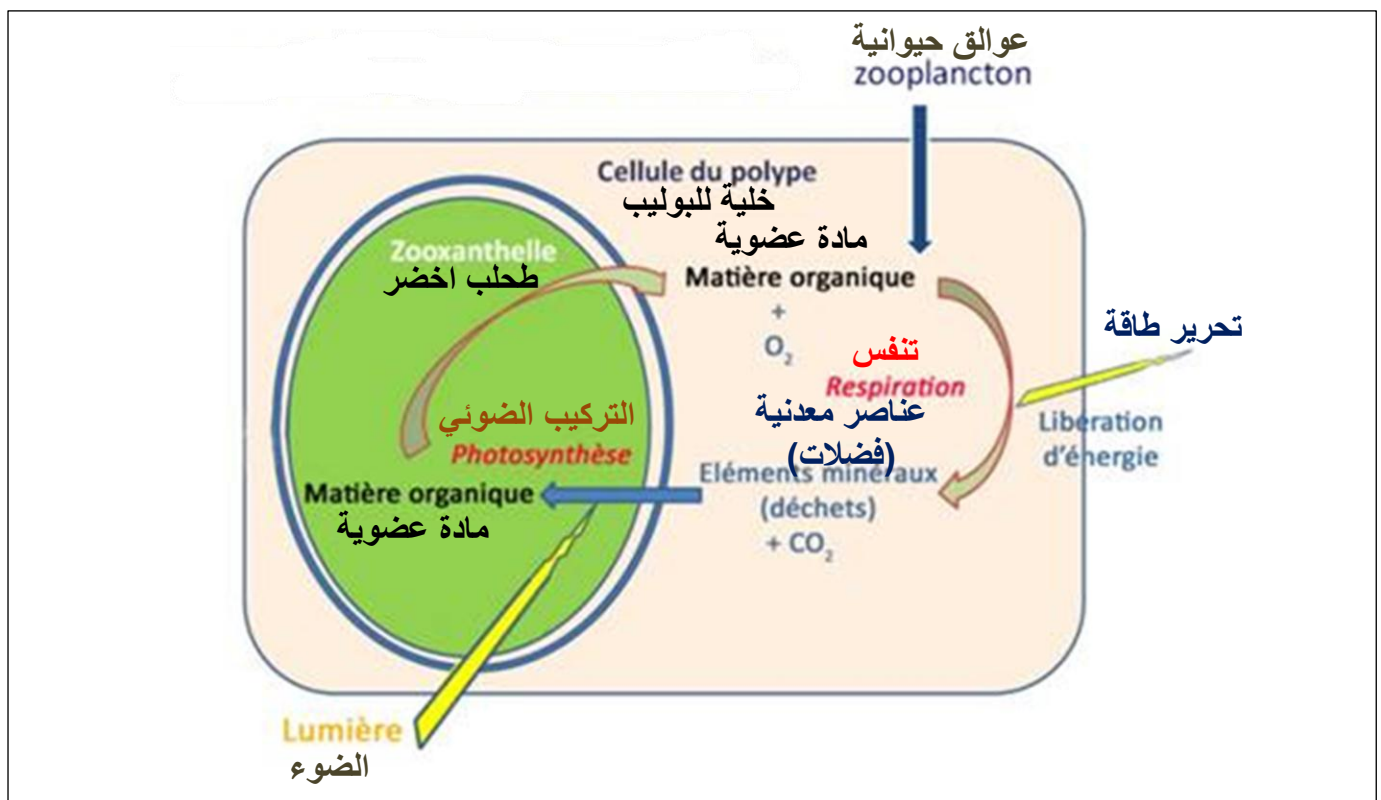 عوالق حيوانية
zooplancton
Cellule du polype
خلية للبوليب
مادة عضوية
Matière organique
+
O₂
Zooxanthelle
طحلب اخضر
تنفس
Respiration
تحرير طاقة
Libération
d'énergie
التركيب الضوئي
Photosynthèse
Matière organique
مادة عضوية
عناصر معدنية
(فضلات)
Eléments minéraux
(déchets)
+ CO₂
Lumière
الضوء